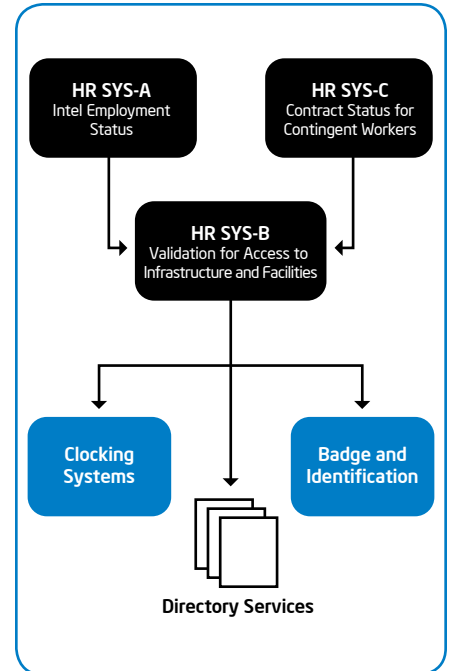 HR SYS-A
Intel Employment
Status
HR SYS-C
Contract Status for
Contingent Workers
HR SYS-B
Validation for Access to
Infrastructure and Facilities
Clocking
Systems
Badge and
Identification
Directory Services